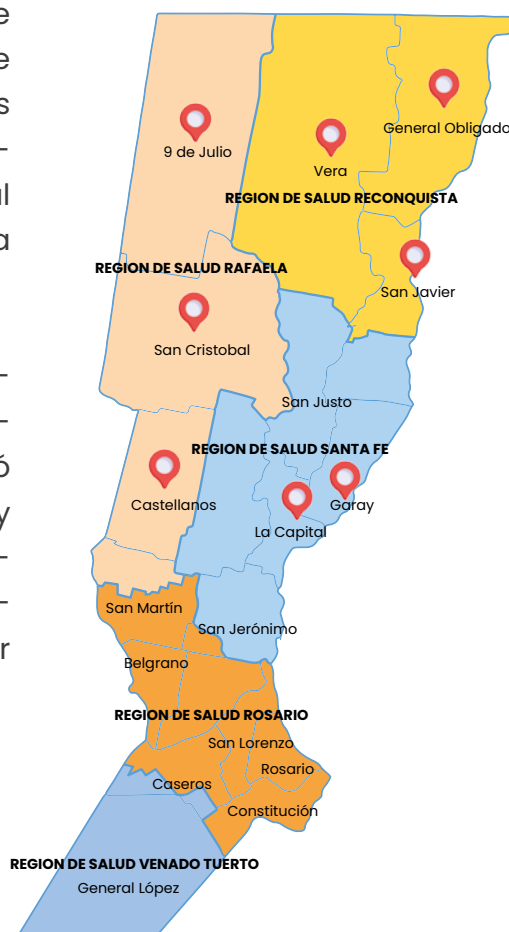 e
e
s
–
al
a
–
–
ó
y
–
–
r
General Obligado
9 de Julio
Vera
REGION DE SALUD RECONQUISTA
REGION DE SALUD RAFAELA
San Javier
San Cristobal
San Justo
REGION DE SALUD SANTA FE
Castellanos
Garay
La Capital
San Martín
San Jerónimo
Belgrano
REGION DE SALUD ROSARIO
San Lorenzo
Rosario
Caseros
Constitución
REGION DE SALUD VENADO TUERTO
General López